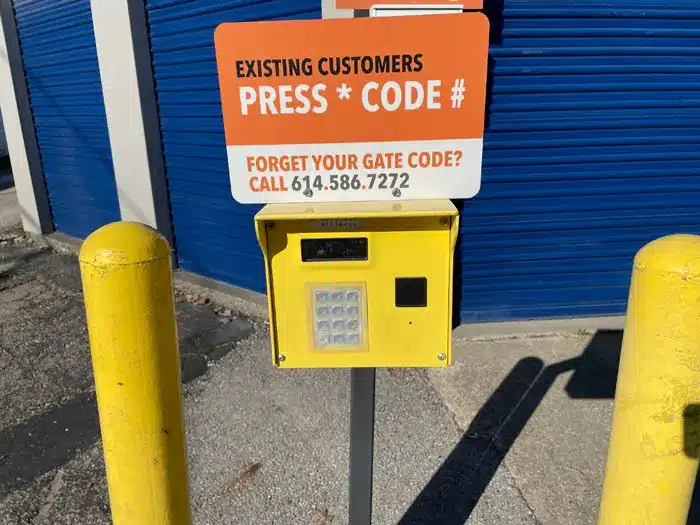 EXISTING CUSTOMERS
PRESS * CODE #
FORGET YOUR GATE CODE?
CALL 614.586.7272